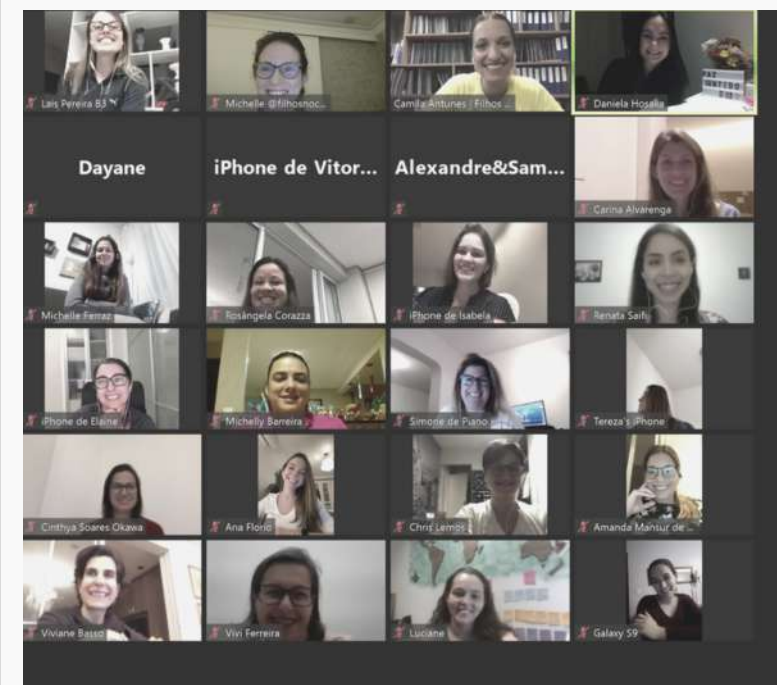 Lais Pereira B3
Michelle @filhosnoc...
Camila Antunes | Filhos ...
Daniela Hosaka
Dayane
iPhone de Vitor...
Alexandre&Sam...
Carina Alvarenga
Michelle Ferraz
Rosângela Corazza
iPhone de Isabela
Renata Saifi
iPhone de Elaine
Michelly Barreira
Simone de Piano
Tereza's iPhone
Cinthya Soares Okawa
Ana Florio
Chris Lemos
Amanda Mansur de ...
Viviane Basso
Vivi Ferreira
Luciane
Galaxy S9